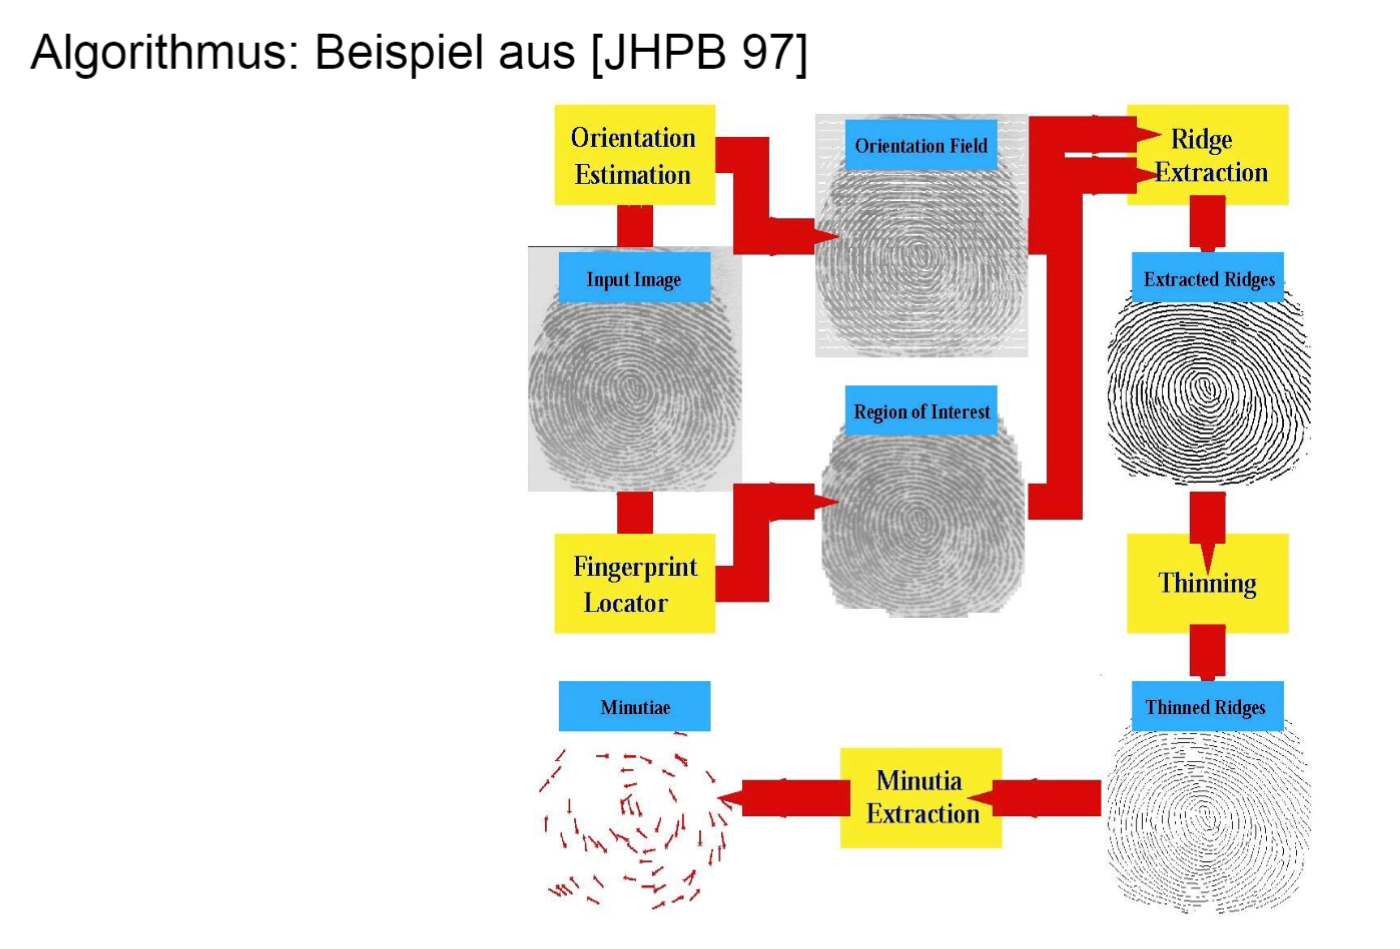 Algorithmus: Beispiel aus [JHPB 97]
Orientation
Estimation
Orientation Field
Ridge
Extraction
Input Image
Extracted Ridges
Region of Interest
Fingerprint
Locator
Thinning
Minutiae
Thinned Ridges
Minutia
Extraction